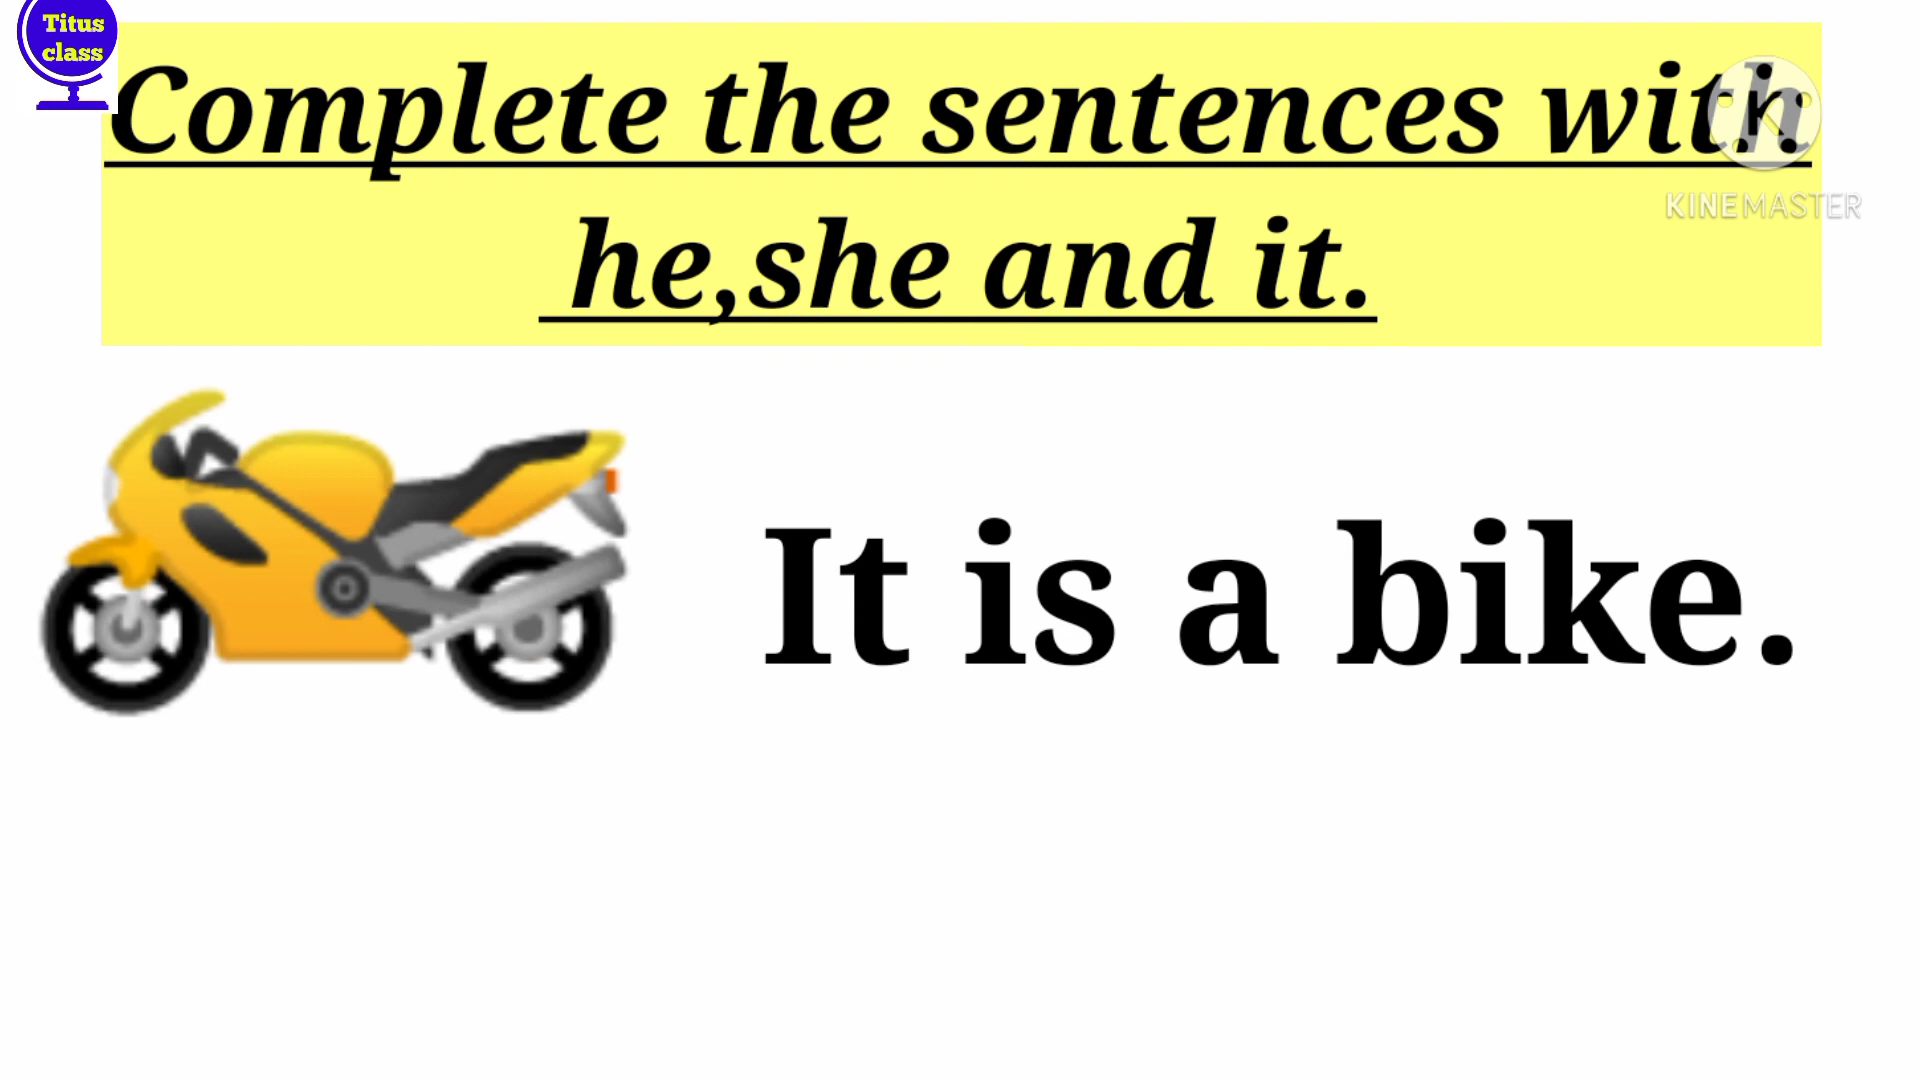 Titus
class
Complete the sentences with
he,she and it.
K
KINEMASTER
It is a bike.